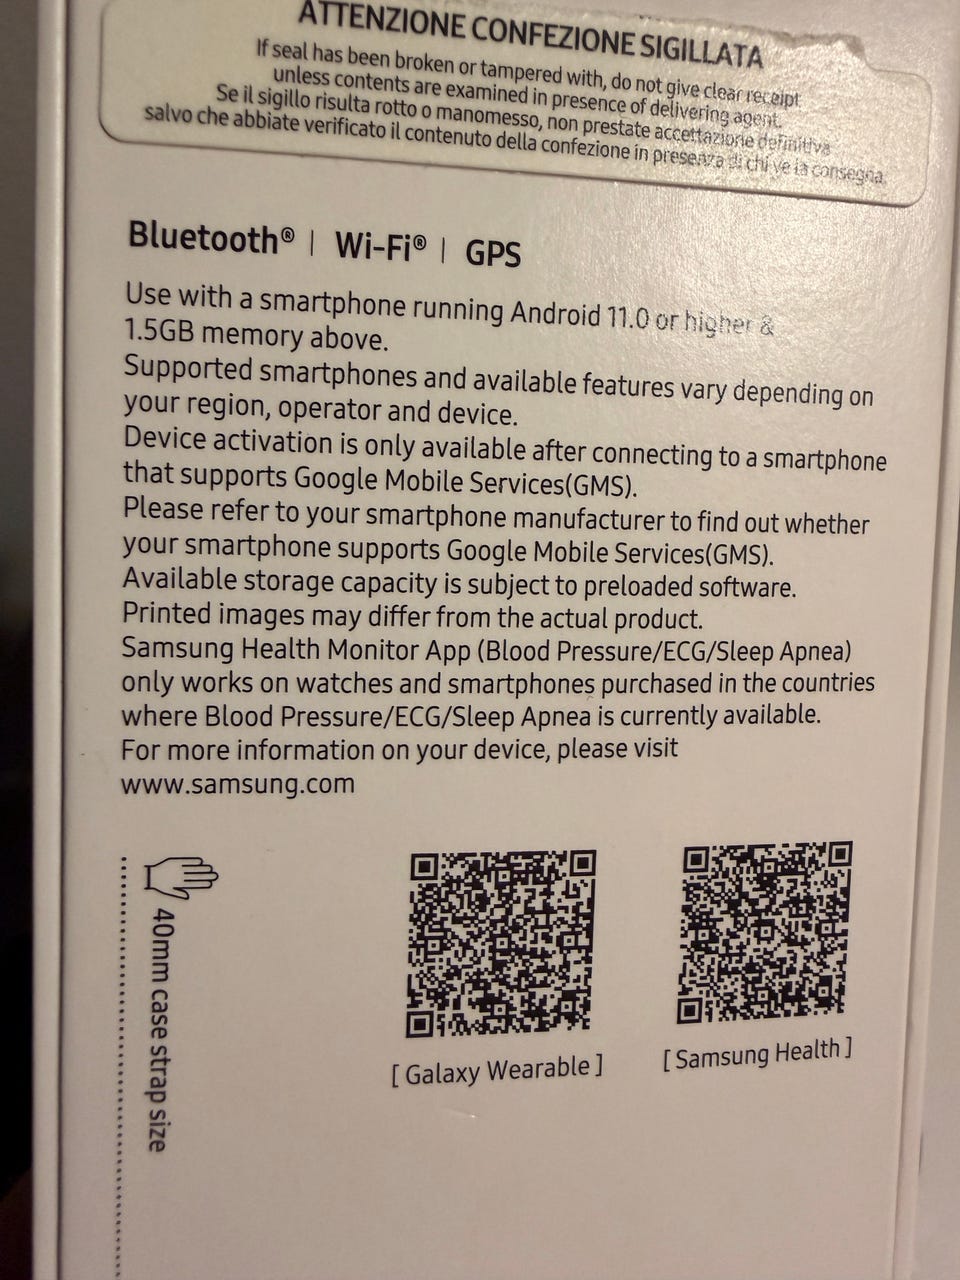 ATTENZIONE CONFEZIONE SIGILLATA
If seal has been broken or tampered with, do not give clear receipt
unless contents are examined in presence of delivering agent.
Se il sigillo risulta rotto o manomesso, non prestate accettazione definitiva
salvo che abbiate verificato il contenuto della confezione in presenza di chi ve la consegna.
Bluetooth® | Wi-Fi® | GPS
Use with a smartphone running Android 11.0 or higher &
1.5GB memory above.
Supported smartphones and available features vary depending on
your region, operator and device.
Device activation is only available after connecting to a smartphone
that supports Google Mobile Services(GMS).
Please refer to your smartphone manufacturer to find out whether
your smartphone supports Google Mobile Services(GMS).
Available storage capacity is subject to preloaded software.
Printed images may differ from the actual product.
Samsung Health Monitor App (Blood Pressure/ECG/Sleep Apnea)
only works on watches and smartphones purchased in the countries
where Blood Pressure/ECG/Sleep Apnea is currently available.
For more information on your device, please visit
www.samsung.com
40mm case strap size
[ Galaxy Wearable ]
[ Samsung Health ]